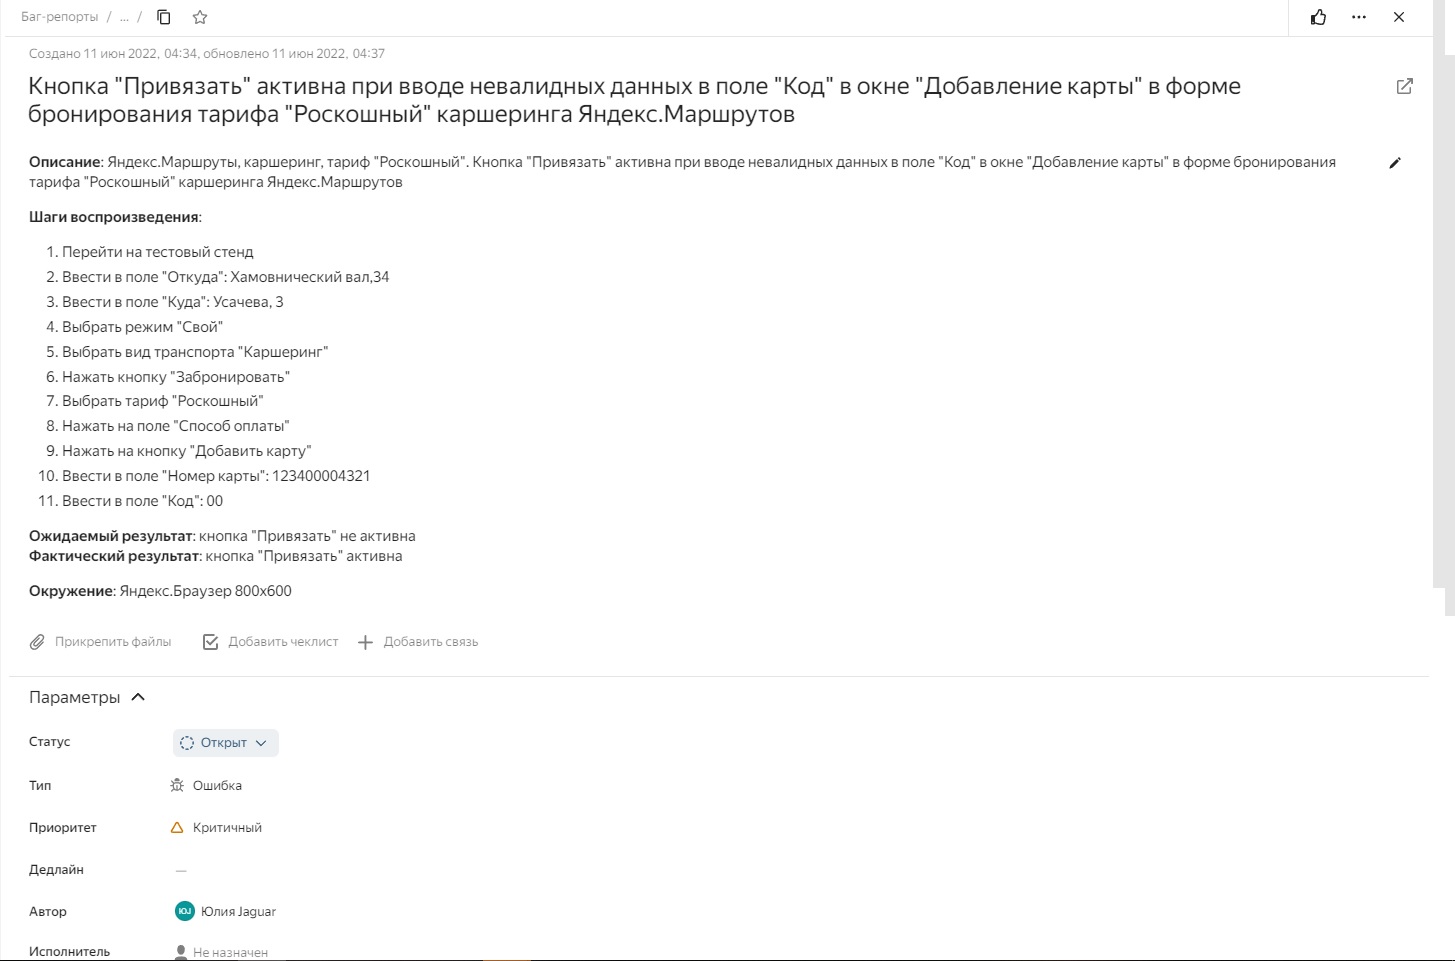 Баг-репорты / ... /
Создано 11 июн 2022, 04:34, обновлено 11 июн 2022, 04:37
Кнопка "Привязать" активна при вводе невалидных данных в поле "Код" в окне "Добавление карты" в форме
бронирования тарифа "Роскошный" каршеринга Яндекс.Маршрутов
Описание: Яндекс.Маршруты, каршеринг, тариф "Роскошный". Кнопка "Привязать" активна при вводе невалидных данных в поле "Код" в окне "Добавление карты" в форме бронирования
тарифа "Роскошный" каршеринга Яндекс.Маршрутов
Шаги воспроизведения:
1. Перейти на тестовый стенд
2. Ввести в поле "Откуда": Хамовнический вал,34
3. Ввести в поле "Куда": Усачева, 3
4. Выбрать режим "Свой"
5. Выбрать вид транспорта "Каршеринг"
6. Нажать кнопку "Забронировать"
7. Выбрать тариф "Роскошный"
8. Нажать на поле "Способ оплаты"
9. Нажать на кнопку "Добавить карту"
10. Ввести в поле "Номер карты": 123400004321
11. Ввести в поле "Код": 00
Ожидаемый результат: кнопка "Привязать" не активна
Фактический результат: кнопка "Привязать" активна
Окружение: Яндекс.Браузер 800x600
Прикрепить файлы Добавить чеклист Добавить связь
Параметры
Статус Открыт
Тип Ошибка
Приоритет Критичный
Дедлайн —
Автор ЮJ Юлия Jaguar
Исполнитель Не назначен